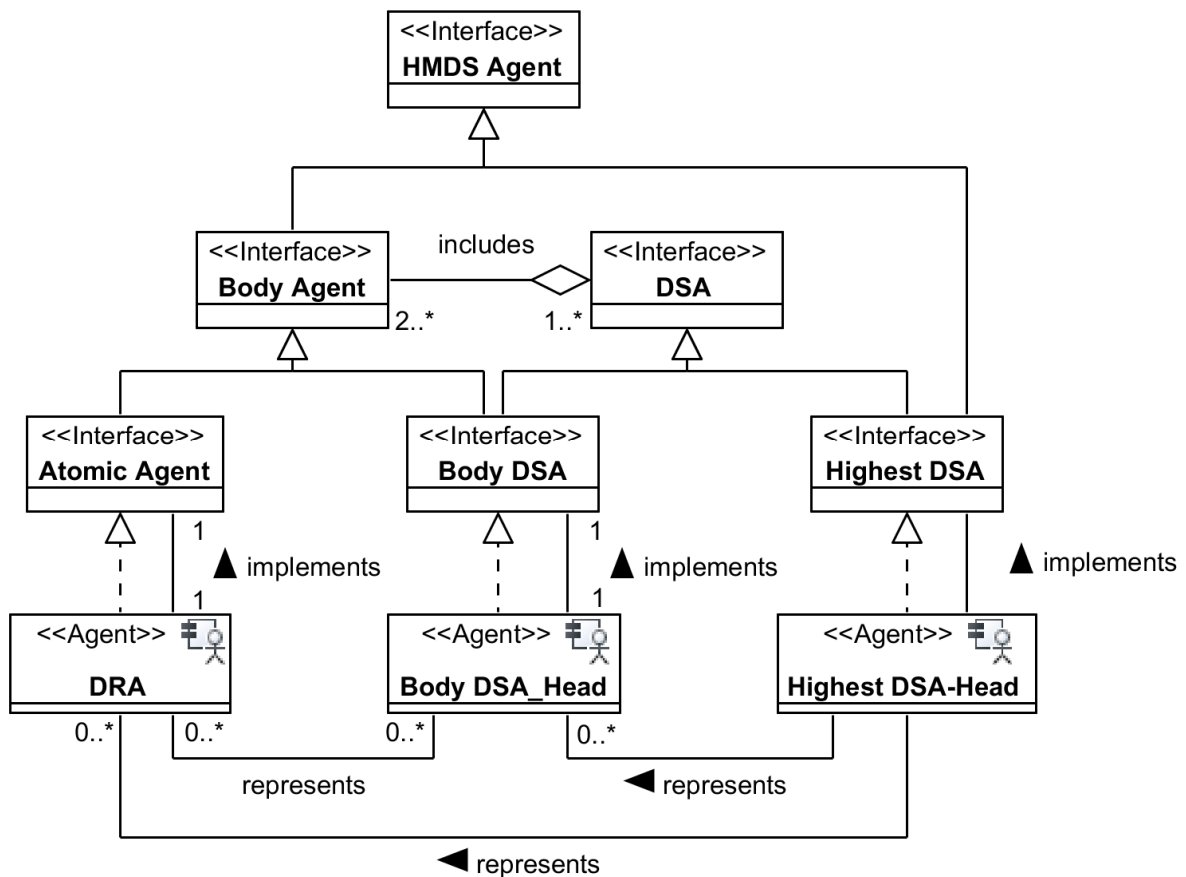 <<Interface>>
HMDS Agent
<<Interface>>
Body Agent
includes
<<Interface>>
DSA
2..*
1..*
<<Interface>>
Atomic Agent
<<Interface>>
Body DSA
<<Interface>>
Highest DSA
1
implements
1
1
implements
1
implements
<<Agent>>
DRA
<<Agent>>
Body DSA_Head
<<Agent>>
Highest DSA-Head
0..*
0..*
0..*
0..*
represents
represents
represents